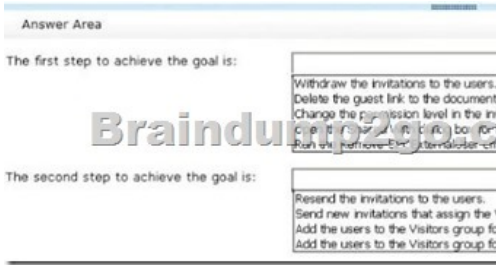 Answer Area
The first step to achieve the goal is:
Withdraw the invitations to the users.
Delete the guest link to the document
Change the permission level in the
Braindump2go.
The second step to achieve the goal is:
Resend the invitations to the users.
Send new invitations that assign the
Add the users to the Visitors group
Add the users to the Visitors group